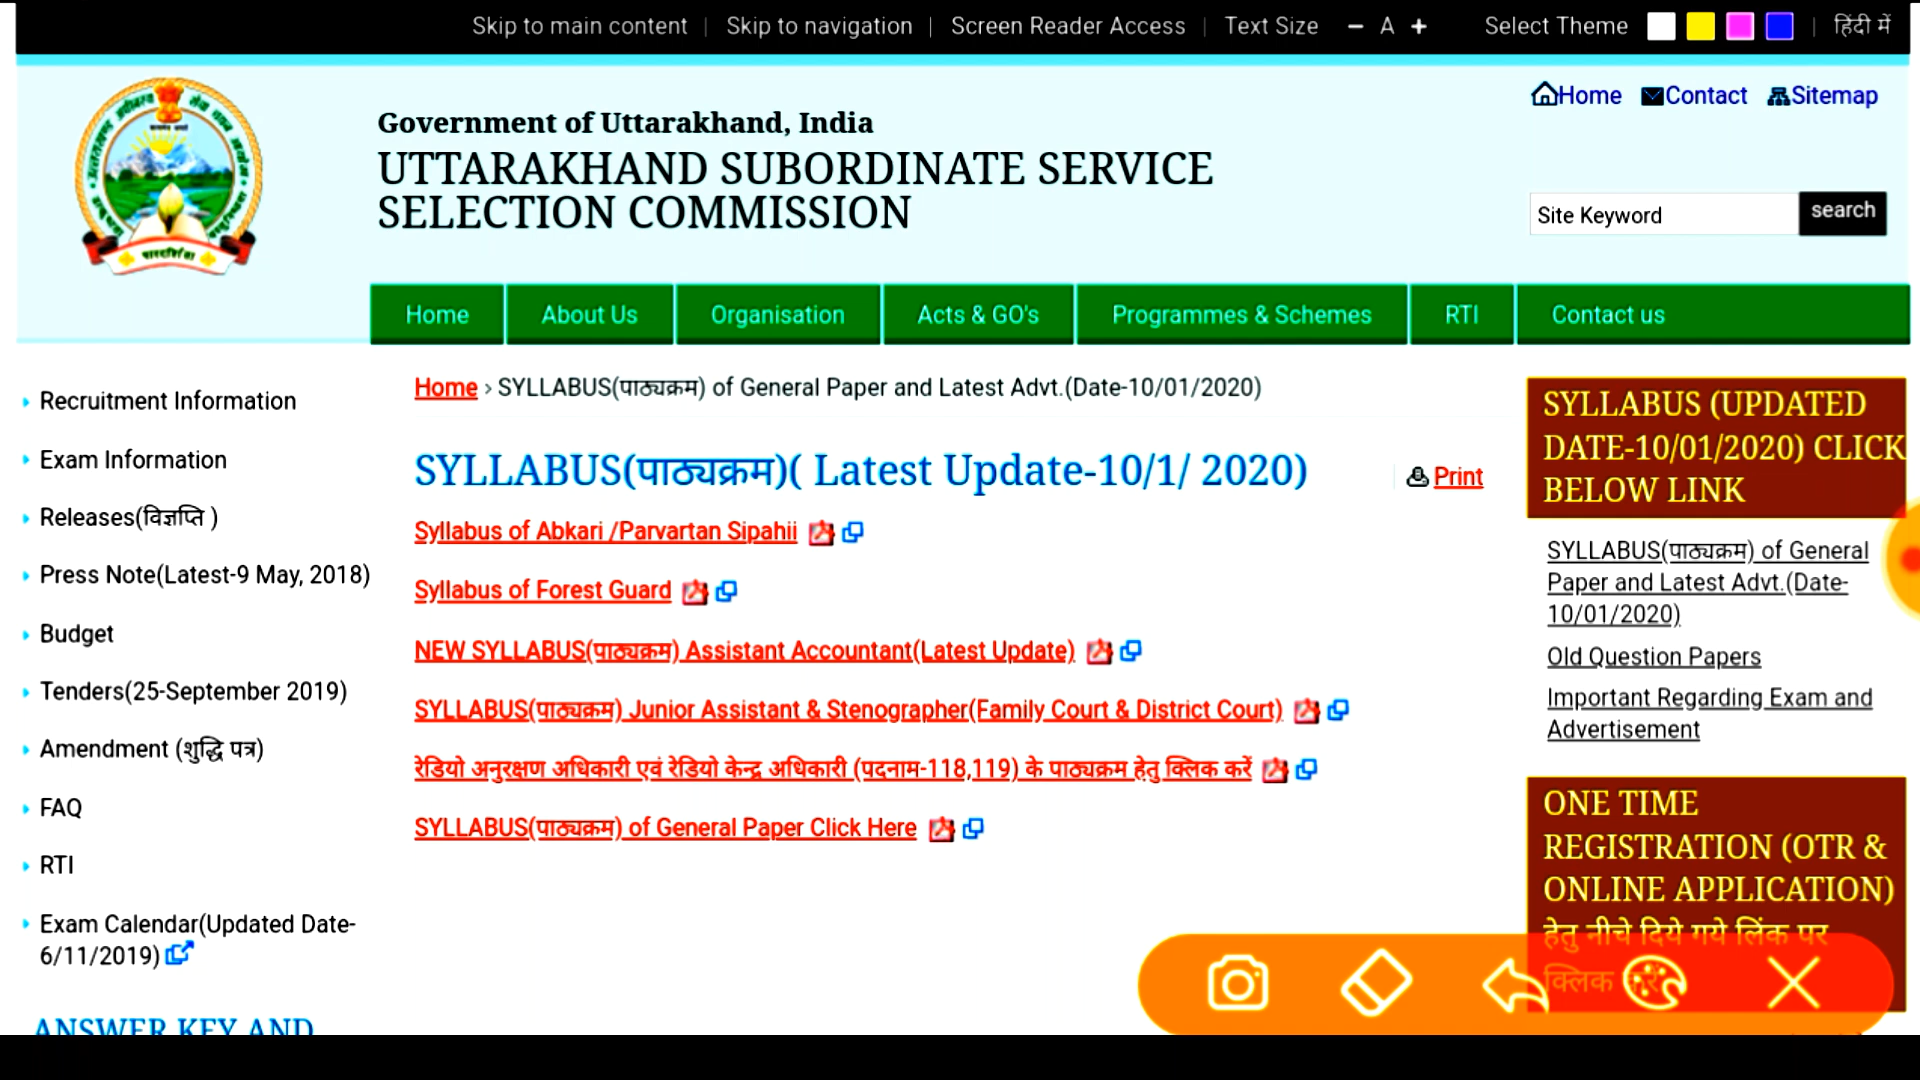 Skip to main content | Skip to navigation | Screen Reader Access | Text Size − A + Select Theme | हिंदी में
Home Contact Sitemap
Government of Uttarakhand, India
UTTARAKHAND SUBORDINATE SERVICE
SELECTION COMMISSION
Site Keyword search
Home About Us Organisation Acts & GO's Programmes & Schemes RTI Contact us
Recruitment Information
Exam Information
Releases(विज्ञप्ति )
Press Note(Latest-9 May, 2018)
Budget
Tenders(25-September 2019)
Amendment (शुद्धि पत्र)
FAQ
RTI
Exam Calendar(Updated Date-
6/11/2019)
ANSWER KEY AND
Home › SYLLABUS(पाठ्यक्रम) of General Paper and Latest Advt.(Date-10/01/2020)
SYLLABUS(पाठ्यक्रम)( Latest Update-10/1/ 2020)
Print
Syllabus of Abkari /Parvartan Sipahii
Syllabus of Forest Guard
NEW SYLLABUS(पाठ्यक्रम) Assistant Accountant(Latest Update)
SYLLABUS(पाठ्यक्रम) Junior Assistant & Stenographer(Family Court & District Court)
रेडियो अनुरक्षण अधिकारी एवं रेडियो केन्द्र अधिकारी (पदनाम-118,119) के पाठ्यक्रम हेतु क्लिक करें
SYLLABUS(पाठ्यक्रम) of General Paper Click Here
SYLLABUS (UPDATED
DATE-10/01/2020) CLICK
BELOW LINK
SYLLABUS(पाठ्यक्रम) of General
Paper and Latest Advt.(Date-
10/01/2020)
Old Question Papers
Important Regarding Exam and
Advertisement
ONE TIME
REGISTRATION (OTR &
ONLINE APPLICATION)
हेतु नीचे दिये गये लिंक पर
क्लिक करें